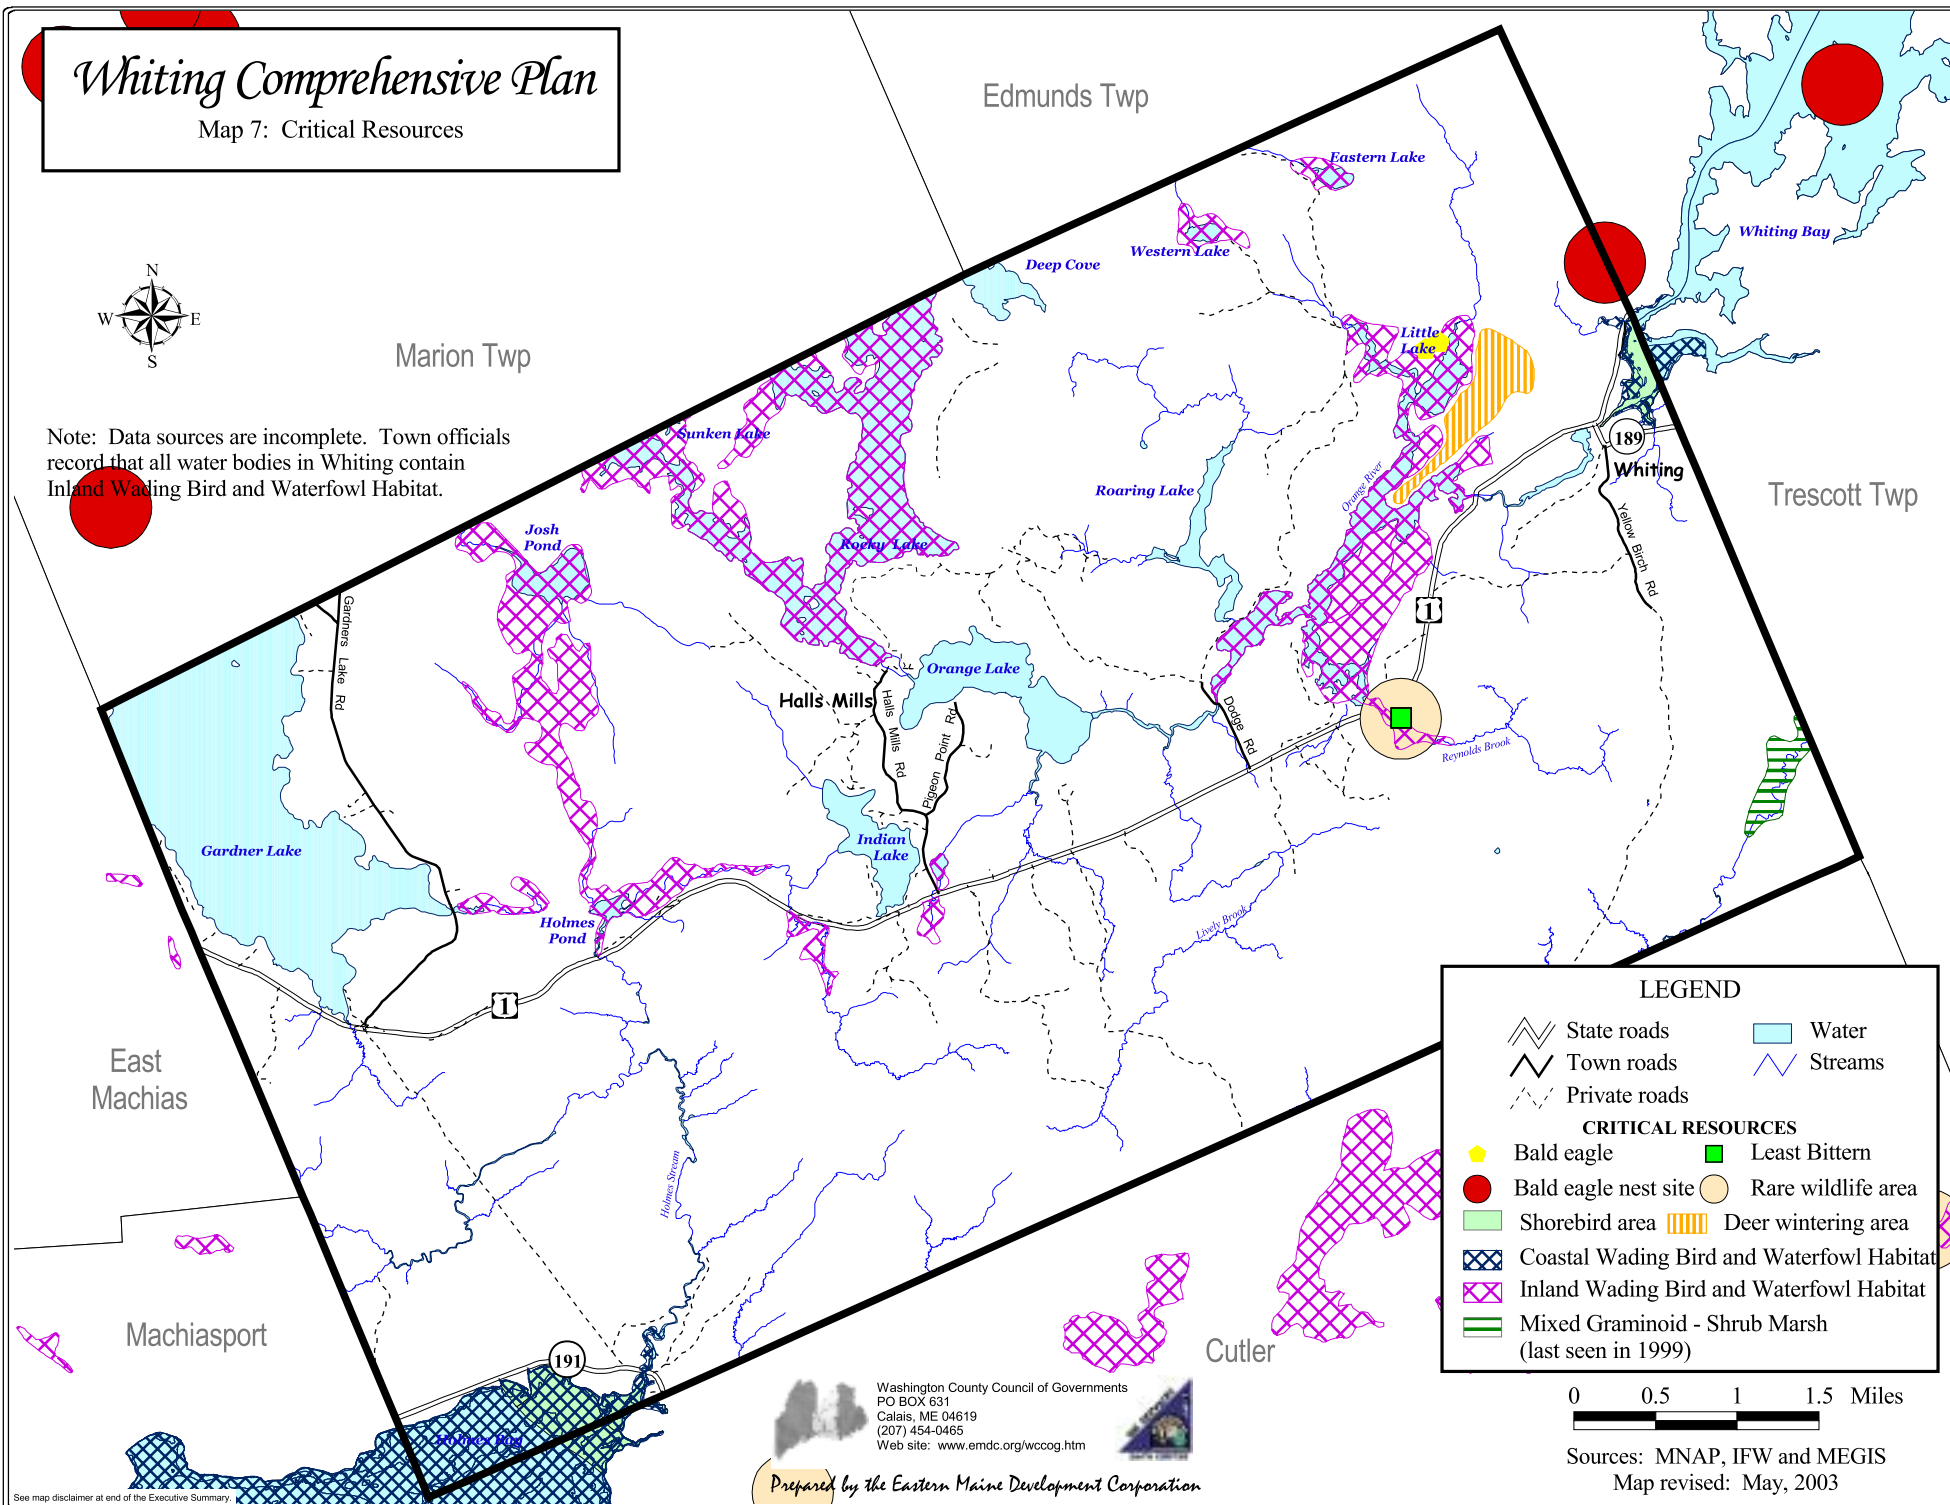 Whiting Comprehensive Plan
Map 7: Critical Resources
Edmunds Twp
Eastern Lake
Whiting Bay
Western Lake
Deep Cove
N
W E
S
Marion Twp
Little
Lake
Note: Data sources are incomplete. Town officials
record that all water bodies in Whiting contain
Inland Wading Bird and Waterfowl Habitat.
Sunken Lake
189
Whiting
Orange River
Roaring Lake
Trescott Twp
Josh
Pond
Rocky Lake
Yellow Birch Rd
Gardners Lake Rd
1
Orange Lake
Halls Mills
Halls Mills Rd
Pigeon Point Rd
Dodge Rd
Reynolds Brook
Gardner Lake
Indian
Lake
Holmes
Pond
Lively Brook
1
East
Machias
Holmes Stream
Machiasport
191
Holmes Bay
Cutler
LEGEND
State roads
Water
Town roads
Streams
Private roads
CRITICAL RESOURCES
Bald eagle
Least Bittern
Bald eagle nest site
Rare wildlife area
Shorebird area
Deer wintering area
Coastal Wading Bird and Waterfowl Habitat
Inland Wading Bird and Waterfowl Habitat
Mixed Graminoid - Shrub Marsh
(last seen in 1999)
0 0.5 1 1.5 Miles
Sources: MNAP, IFW and MEGIS
Map revised: May, 2003
Washington County Council of Governments
PO BOX 631
Calais, ME 04619
(207) 454-0465
Web site: www.emdc.org/wccog.htm
Prepared by the Eastern Maine Development Corporation
See map disclaimer at end of the Executive Summary.